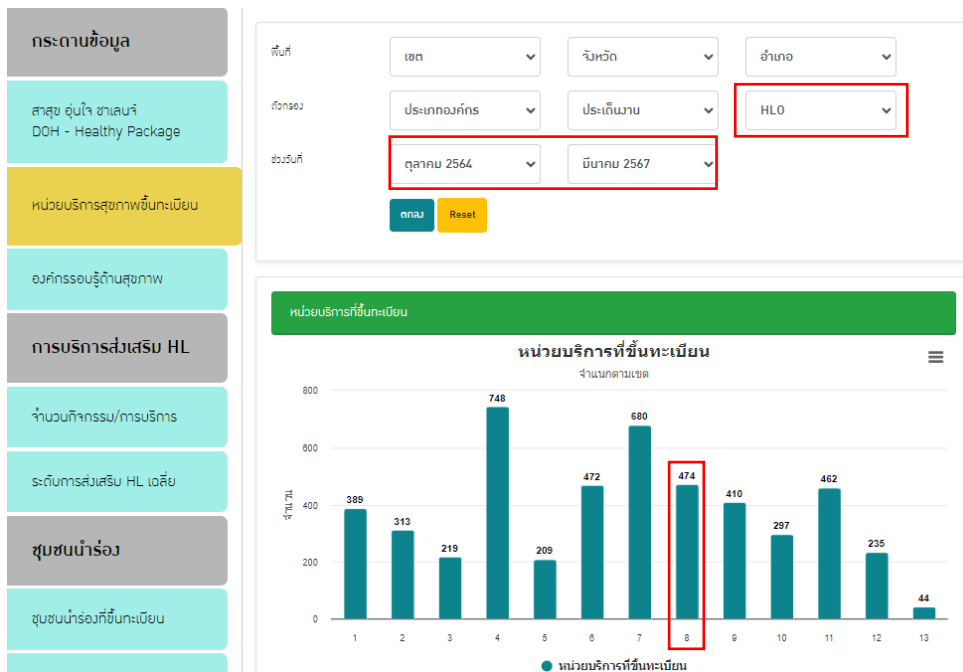 กระดานข้อมูล
สาสุข อุ่นใจ ชาเลนจ์
DOH - Healthy Package
หน่วยบริการสุขภาพขึ้นทะเบียน
องค์กรรอบรู้ด้านสุขภาพ
การบริการส่งเสริม HL
จำนวนกิจกรรม/การบริการ
ระดับการส่งเสริม HL เฉลี่ย
ชุมชนนำร่อง
ชุมชนนำร่องที่ขึ้นทะเบียน
พื้นที่ เขต จังหวัด อำเภอ
ตัวกรอง ประเภทองค์กร ประเด็นงาน HLO
ช่วงวันที่ ตุลาคม 2564 มีนาคม 2567
ตกลง Reset
หน่วยบริการที่ขึ้นทะเบียน
หน่วยบริการที่ขึ้นทะเบียน
จำแนกตามเขต
จำนวน
800
600
400
200
0
389 313 219 748 209 472 680 474 410 297 462 235 44
1 2 3 4 5 6 7 8 9 10 11 12 13
หน่วยบริการที่ขึ้นทะเบียน